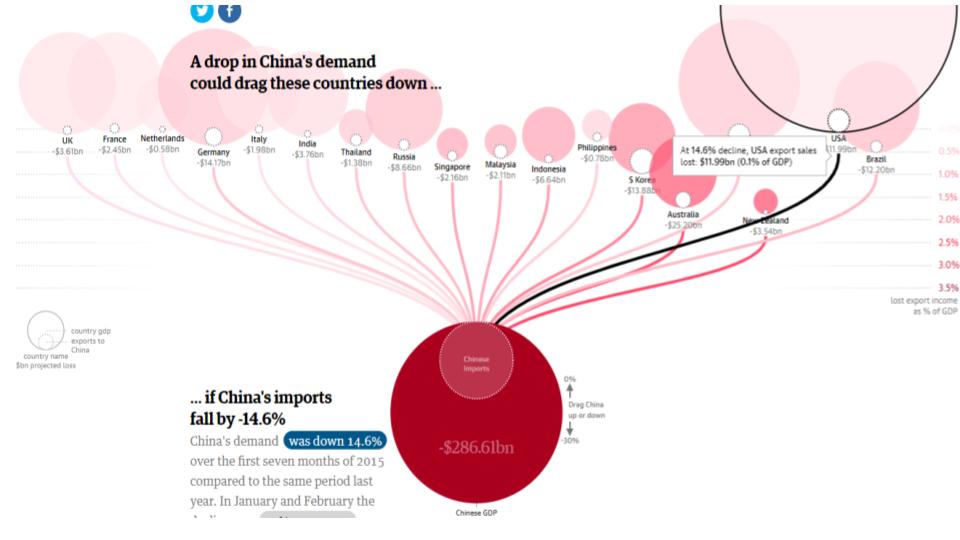 A drop in China's demand
could drag these countries down ...
UK
-$3.61bn
France
-$2.45bn
Netherlands
-$0.58bn
Germany
-$14.17bn
Italy
-$1.98bn
India
-$3.76bn
Thailand
-$1.38bn
Russia
-$8.66bn
Singapore
-$2.16bn
Malaysia
-$2.11bn
Indonesia
-$6.64bn
Philippines
-$0.78bn
S Korea
-$13.88bn
Australia
-$25.20bn
At 14.6% decline, USA export sales
lost: $11.99bn (0.1% of GDP)
New Zealand
-$3.54bn
USA
$11.99bn
Brazil
-$12.20bn
0.0%
0.5%
1.0%
1.5%
2.0%
2.5%
3.0%
3.5%
lost export income
as % of GDP
country gdp
exports to
China
country name
$bn projected loss
Chinese
Imports
-$286.61bn
Chinese GDP
0%
Drag China
up or down
-30%
... if China's imports
fall by -14.6%
China's demand was down 14.6%
over the first seven months of 2015
compared to the same period last
year. In January and February the